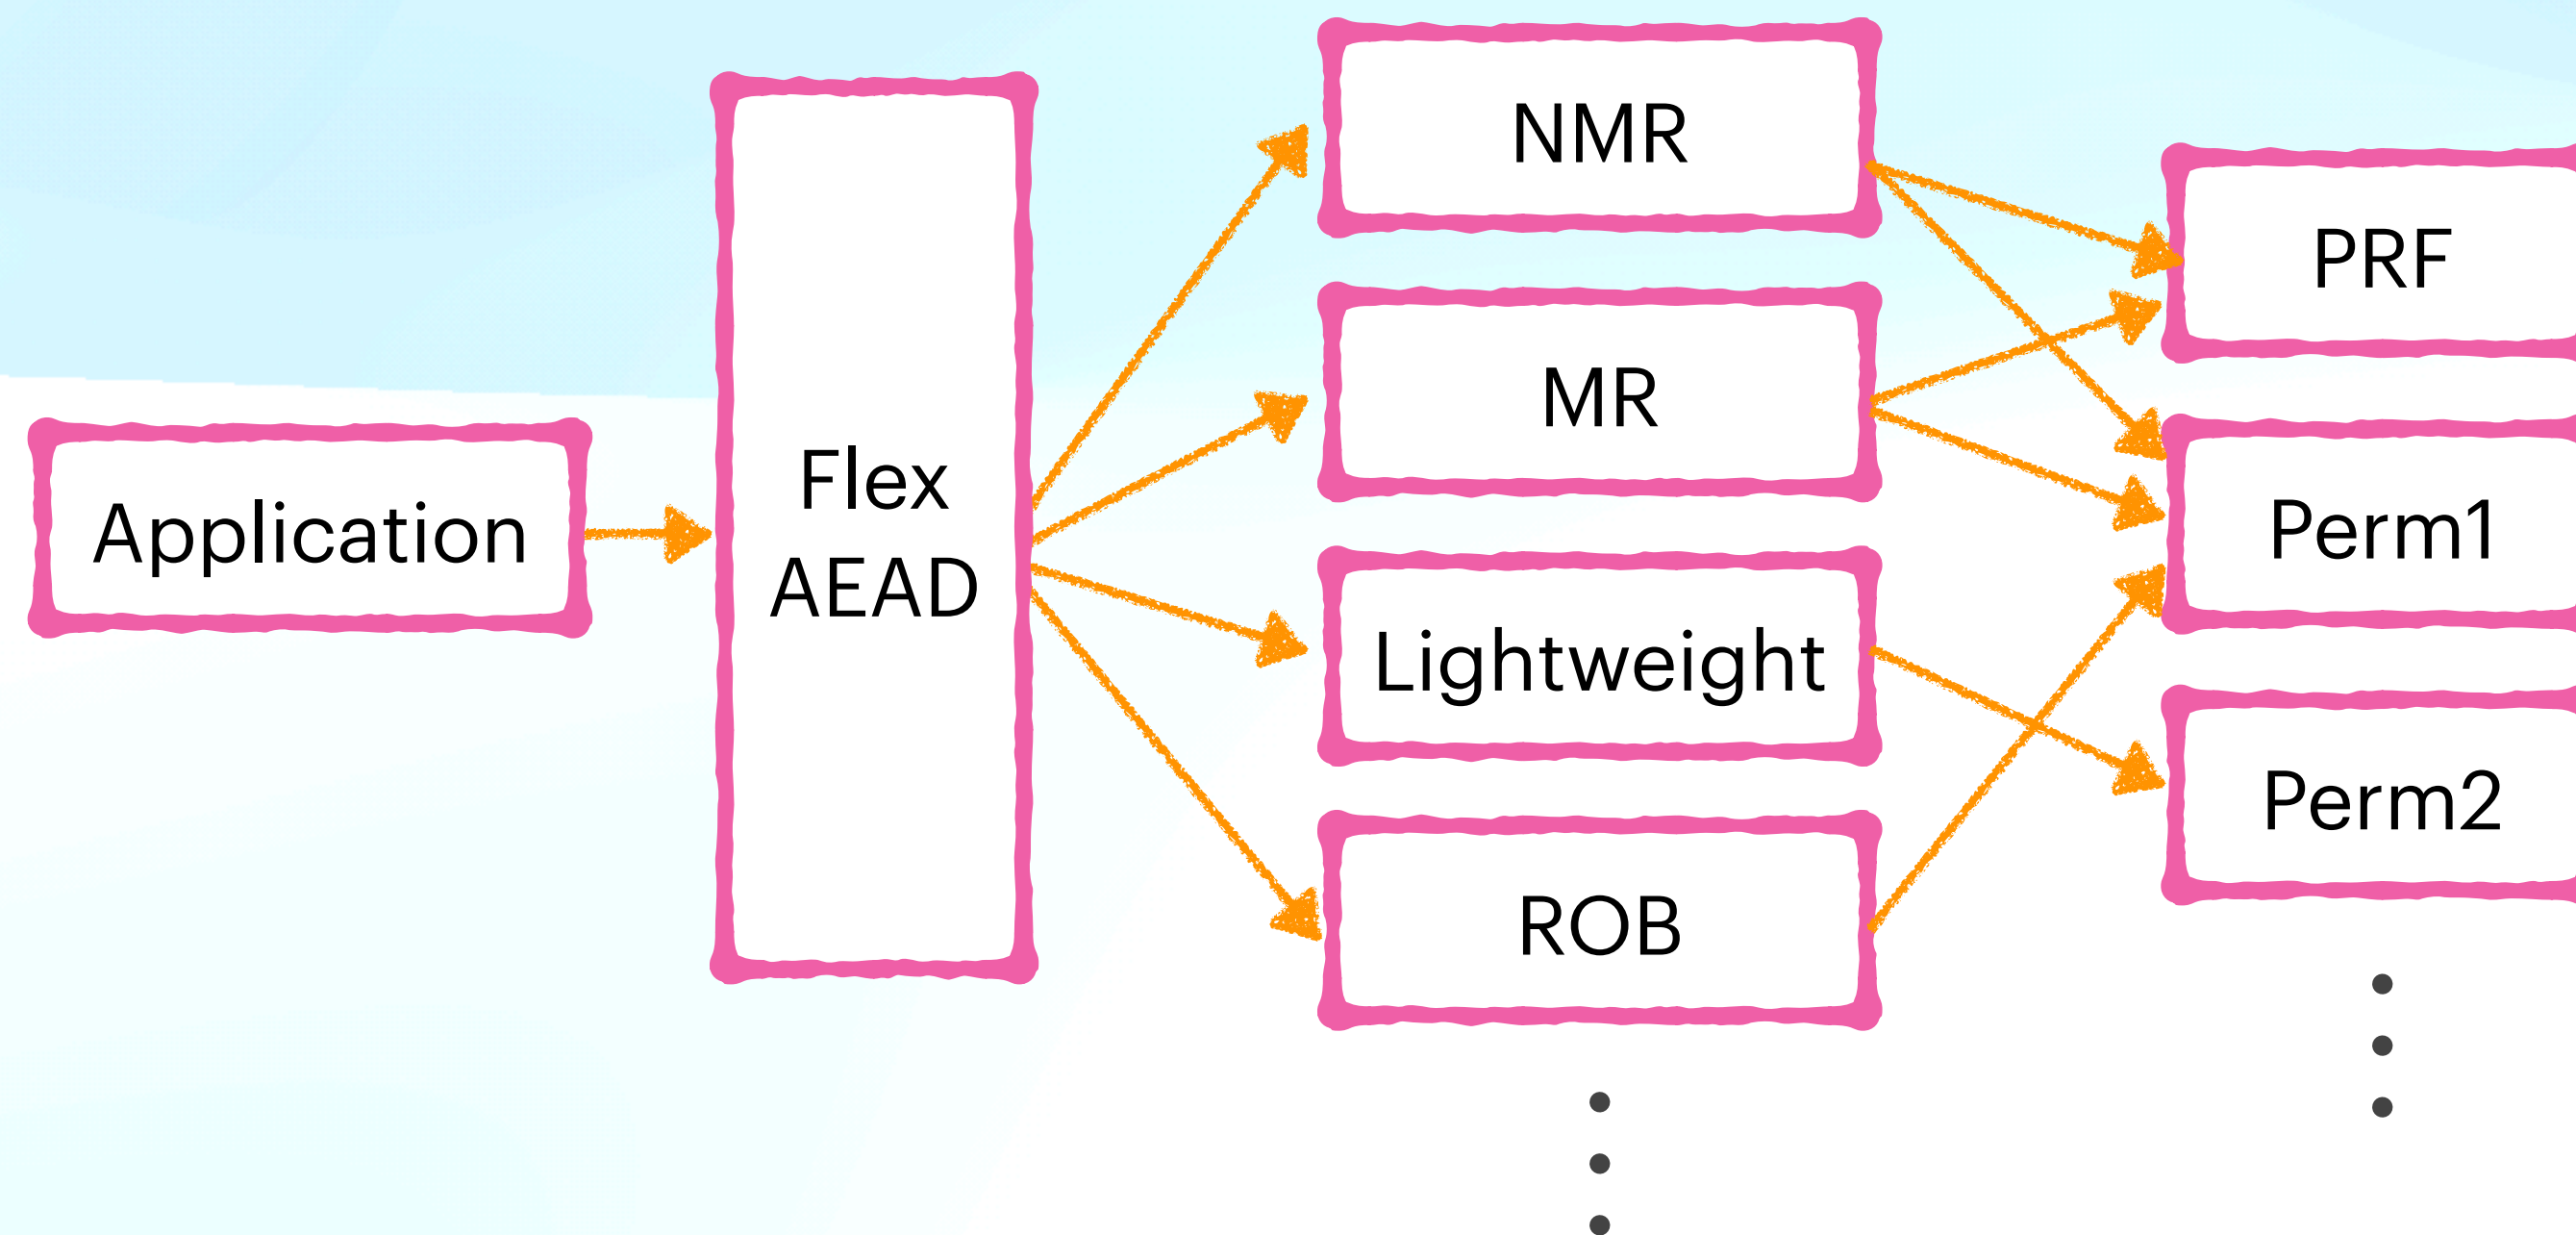 Application
Flex
AEAD
NMR
MR
Lightweight
ROB
PRF
Perm1
Perm2